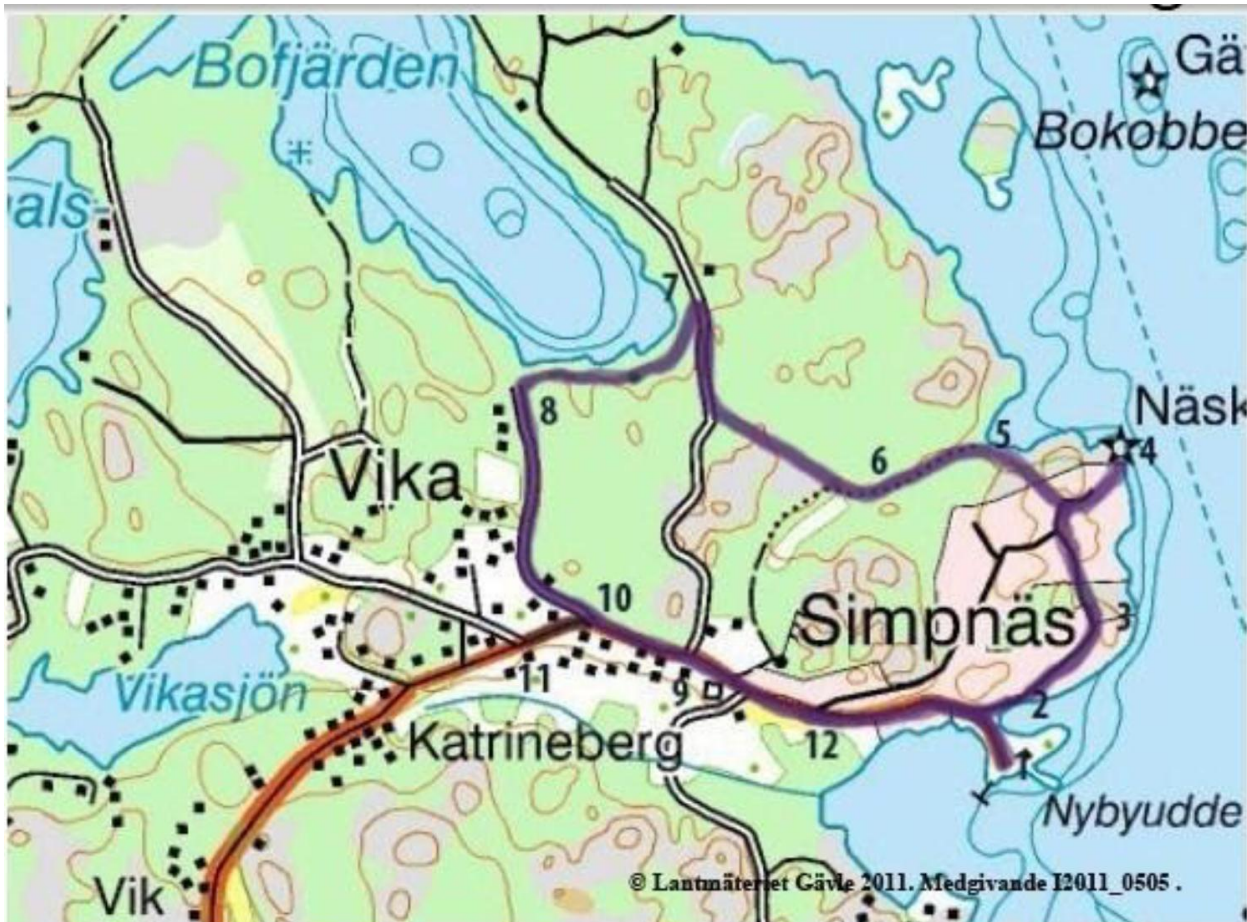 Bofjärden
Gä
Bokobbe
als-
7
Näsk
8
5
4
6
Vika
10
Simpnäs
3
Vikasjön
11
9
2
Katrineberg
12
1
Nybyudde
Vik
© Lantmäteriet Gävle 2011. Medgivande I2011_0505 .